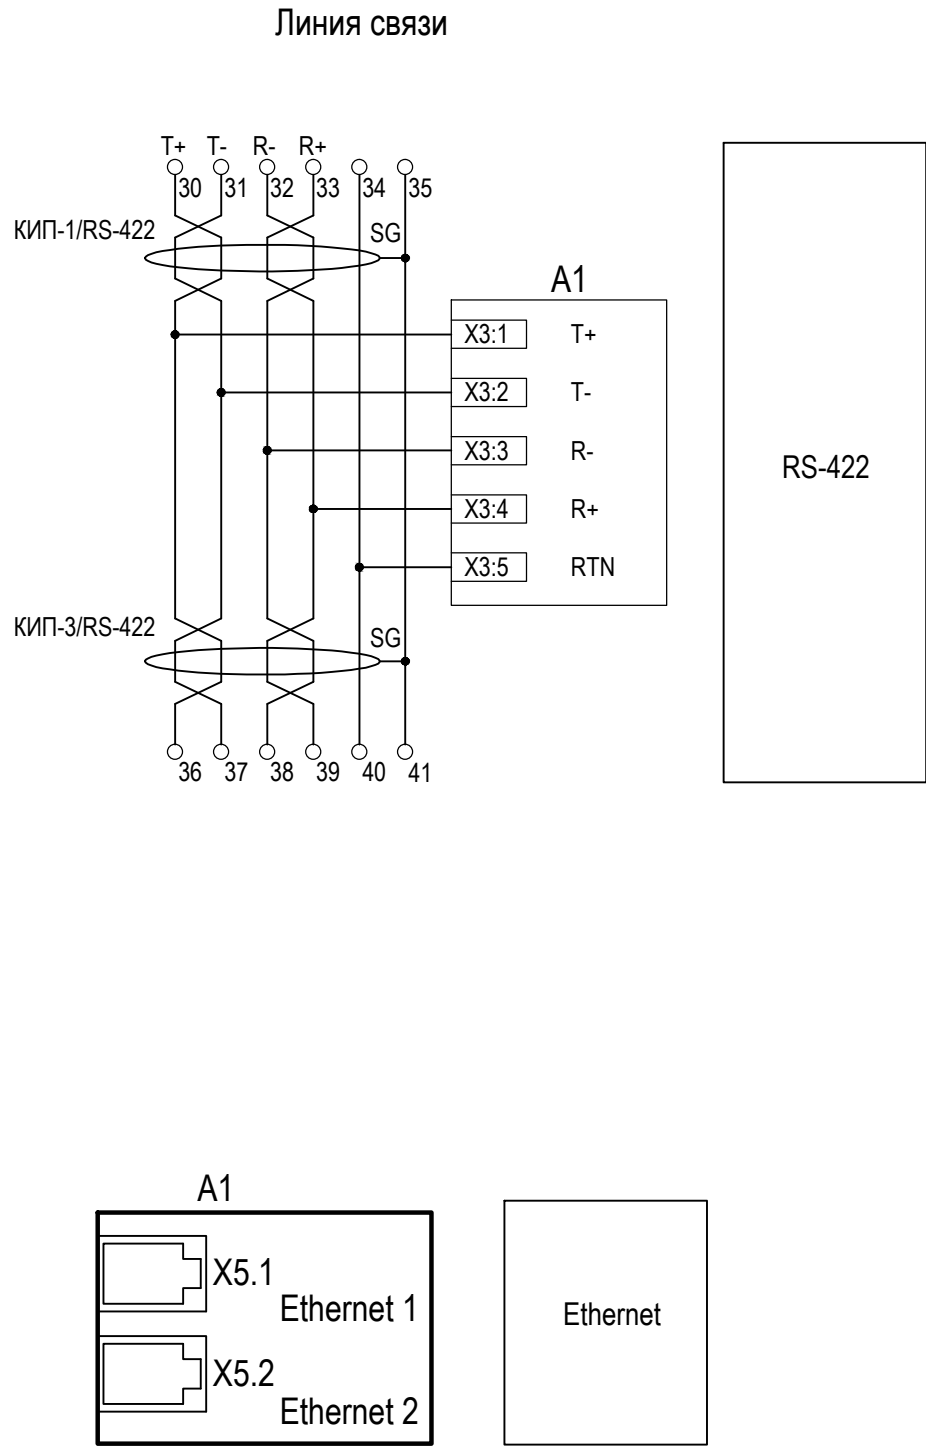 Линия связи
T+ T- R- R+
30 31 32 33 34 35
КИП-1/RS-422
SG
A1
X3:1 T+
X3:2 T-
X3:3 R-
RS-422
X3:4 R+
X3:5 RTN
КИП-3/RS-422
SG
36 37 38 39 40 41
A1
X5.1
Ethernet 1
Ethernet
X5.2
Ethernet 2